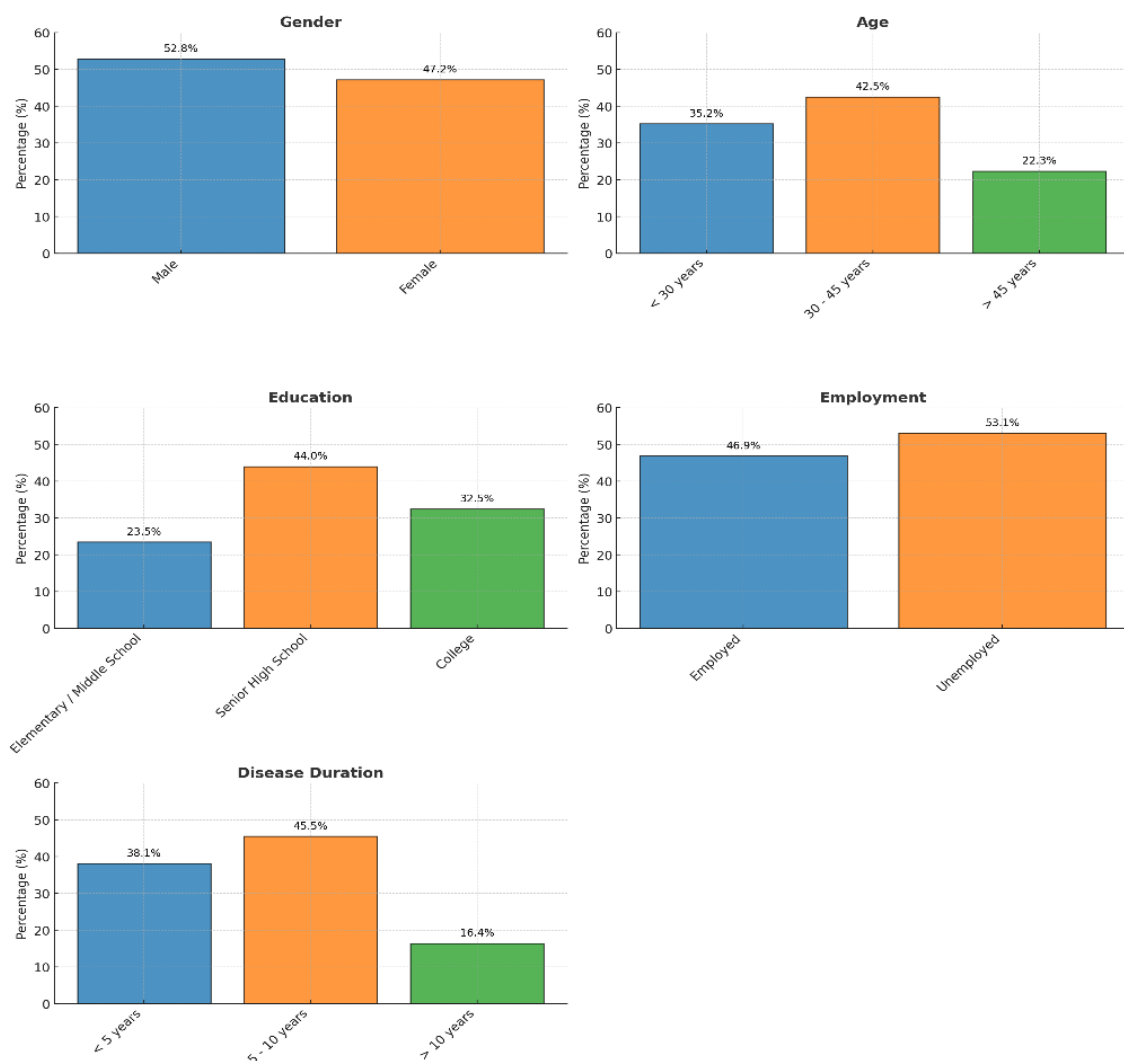 Gender
Percentage (%)
60
50
40
30
20
10
0
52.8%
47.2%
Male
Female
Age
Percentage (%)
60
50
40
30
20
10
0
35.2%
42.5%
22.3%
< 30 years
30 - 45 years
> 45 years
Education
Percentage (%)
60
50
40
30
20
10
0
23.5%
44.0%
32.5%
Elementary / Middle School
Senior High School
College
Employment
Percentage (%)
60
50
40
30
20
10
0
46.9%
53.1%
Employed
Unemployed
Disease Duration
Percentage (%)
60
50
40
30
20
10
0
38.1%
45.5%
16.4%
< 5 years
5 - 10 years
> 10 years